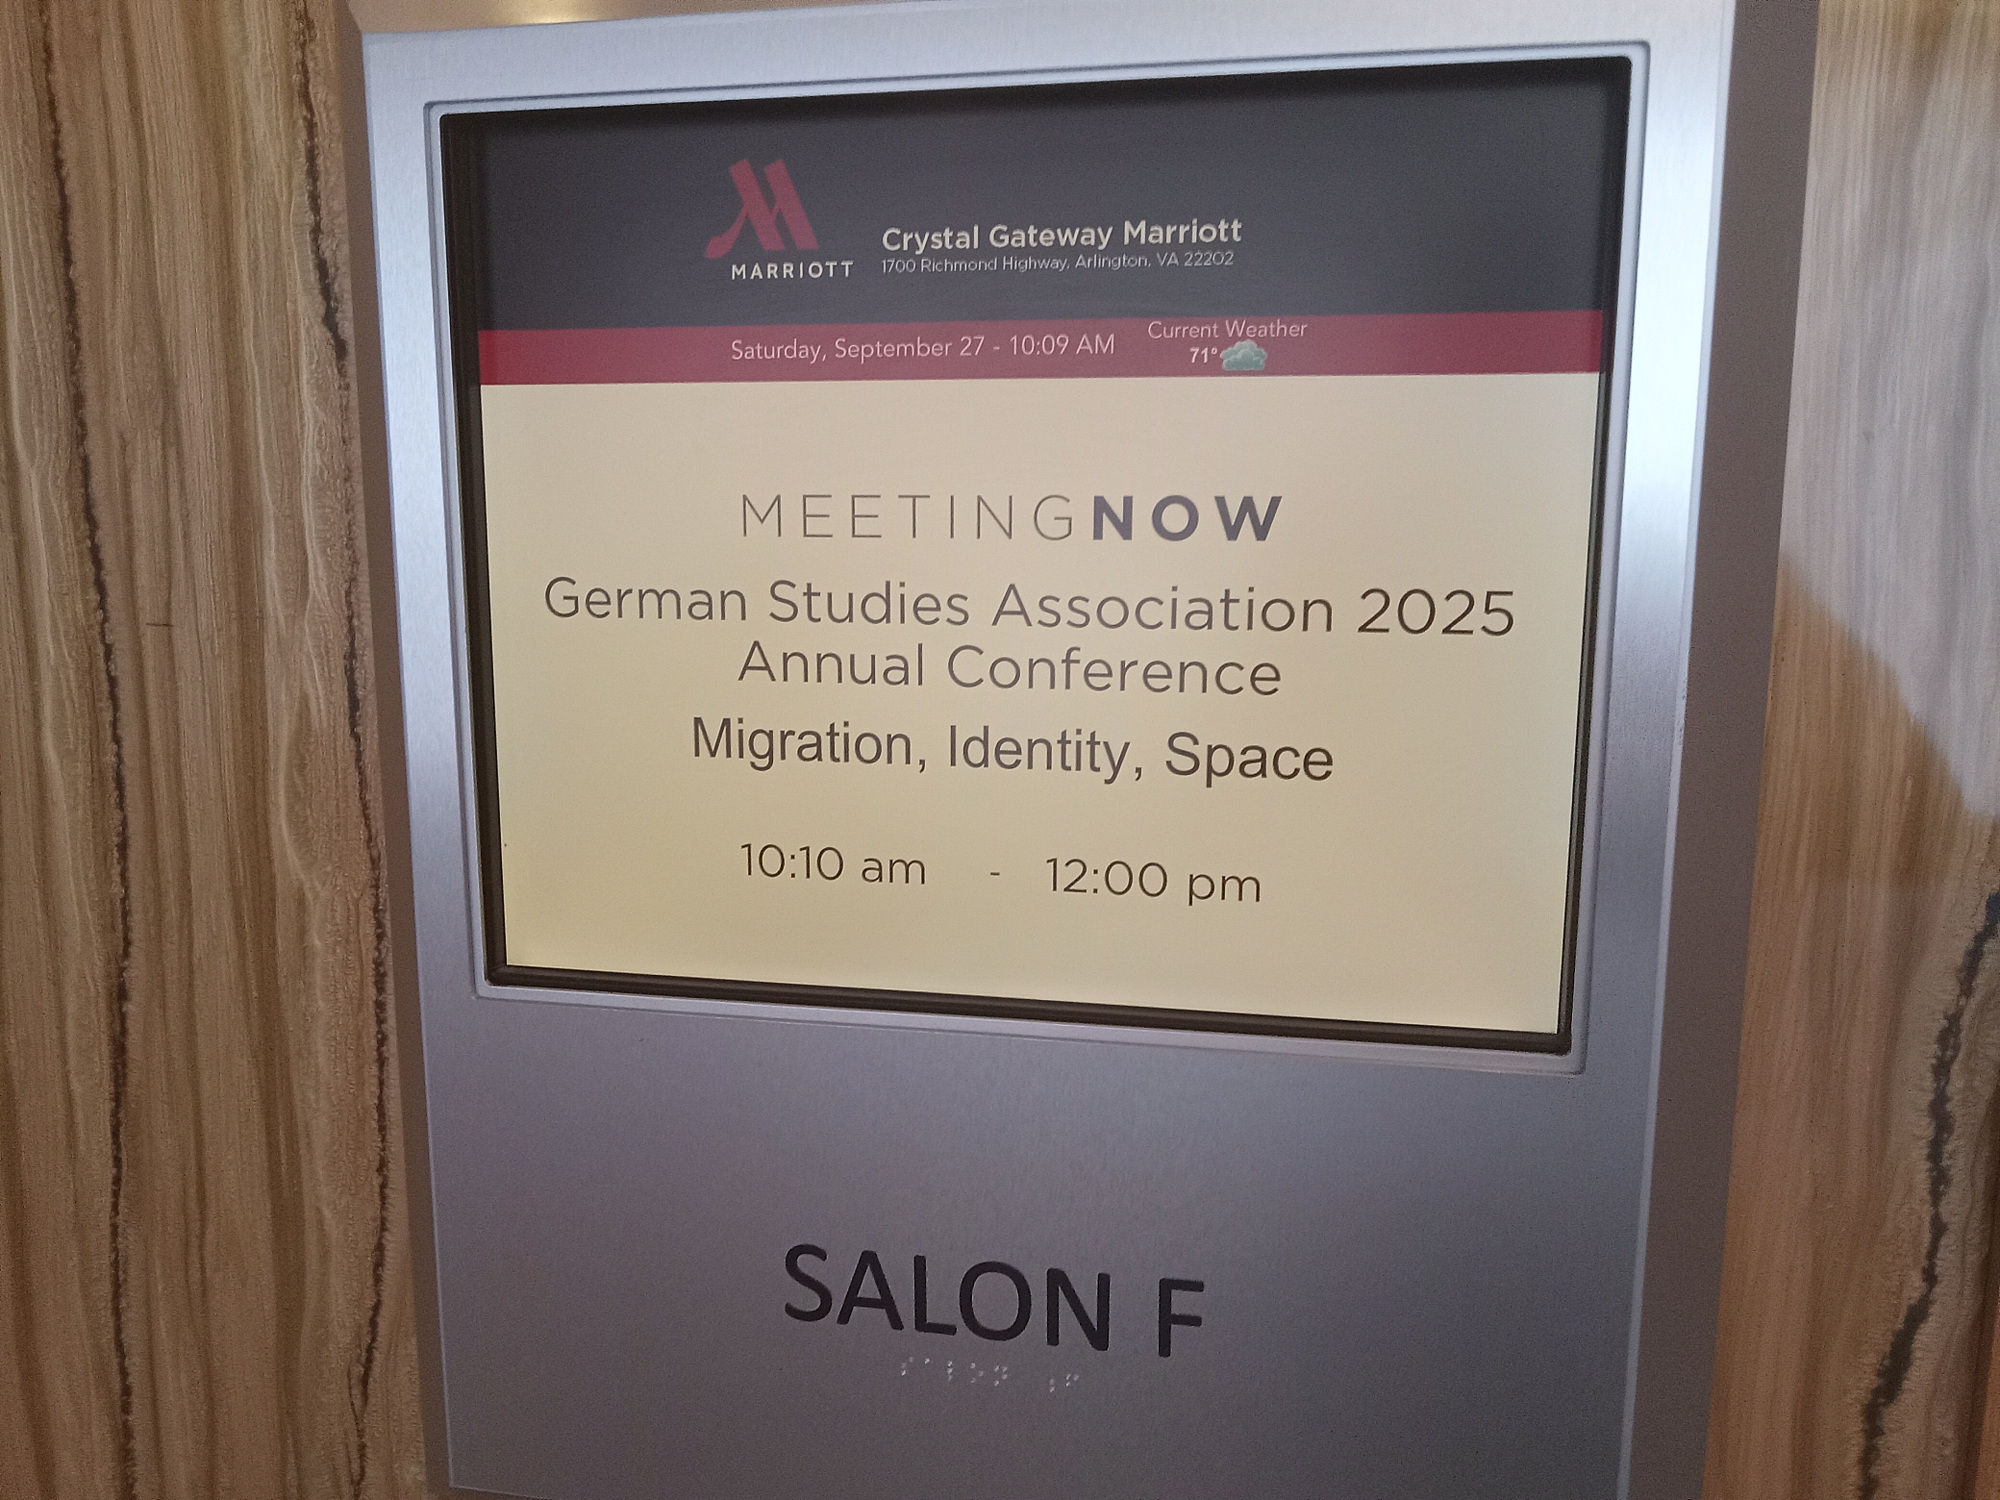 MARRIOTT
Crystal Gateway Marriott
1700 Richmond Highway, Arlington, VA 22202
Saturday, September 27 - 10:09 AM
Current Weather
71°
MEETINGNOW
German Studies Association 2025
Annual Conference
Migration, Identity, Space
10:10 am - 12:00 pm
SALON F